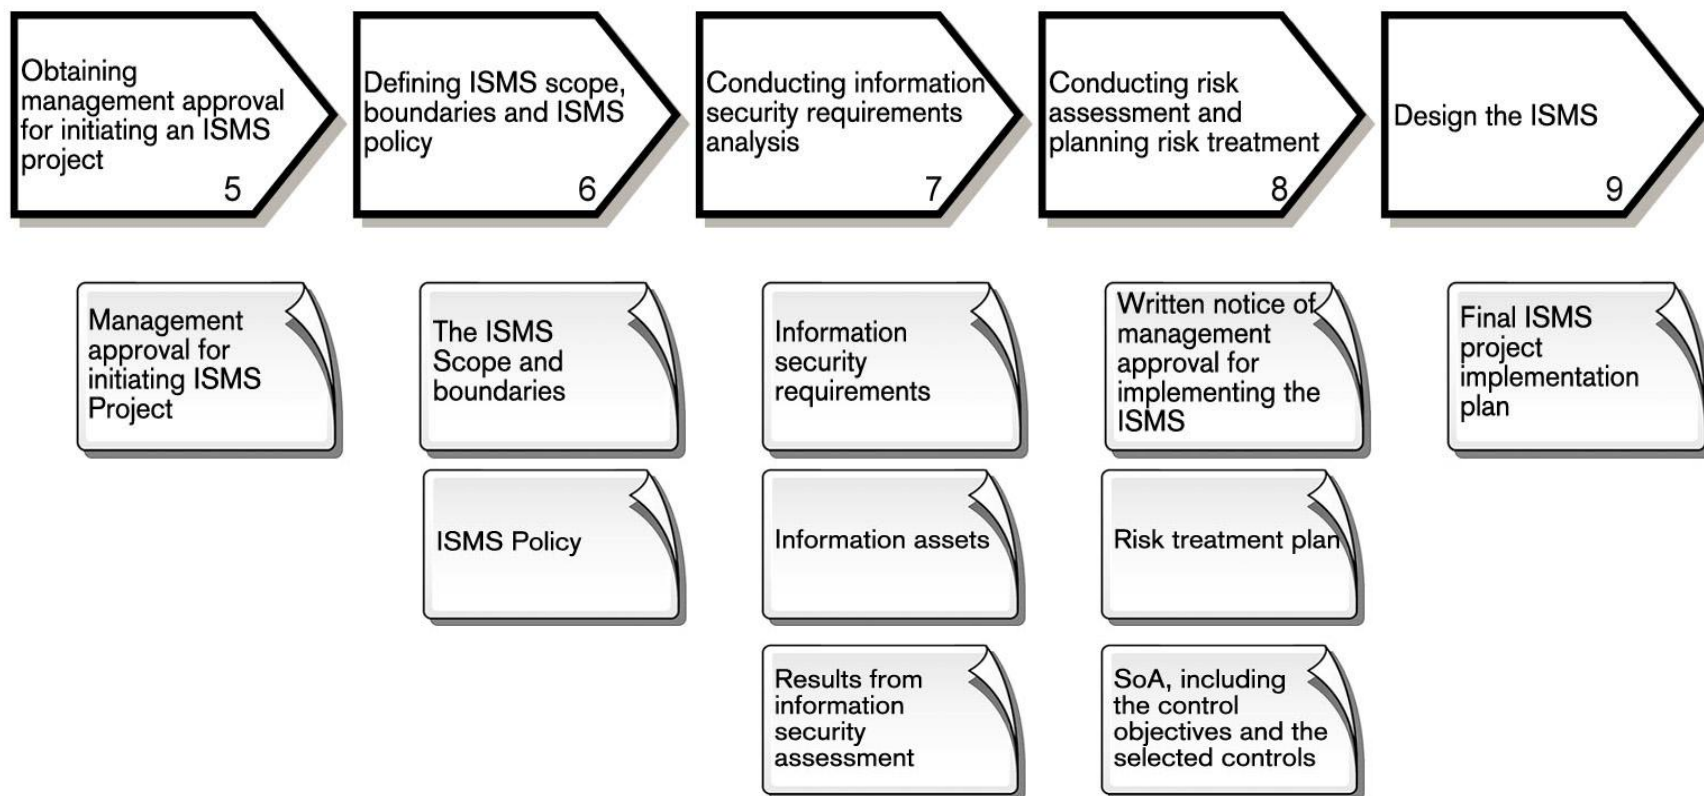 Obtaining
management approval
for initiating an ISMS
project
5
Defining ISMS scope,
boundaries and ISMS
policy
6
Conducting information
security requirements
analysis
7
Conducting risk
assessment and
planning risk treatment
8
Design the ISMS
9
Management
approval for
initiating ISMS
Project
The ISMS
Scope and
boundaries
Information
security
requirements
Written notice of
management
approval for
implementing the
ISMS
Final ISMS
project
implementation
plan
ISMS Policy
Information assets
Risk treatment plan
Results from
information
security
assessment
SoA, including
the control
objectives and the
selected controls